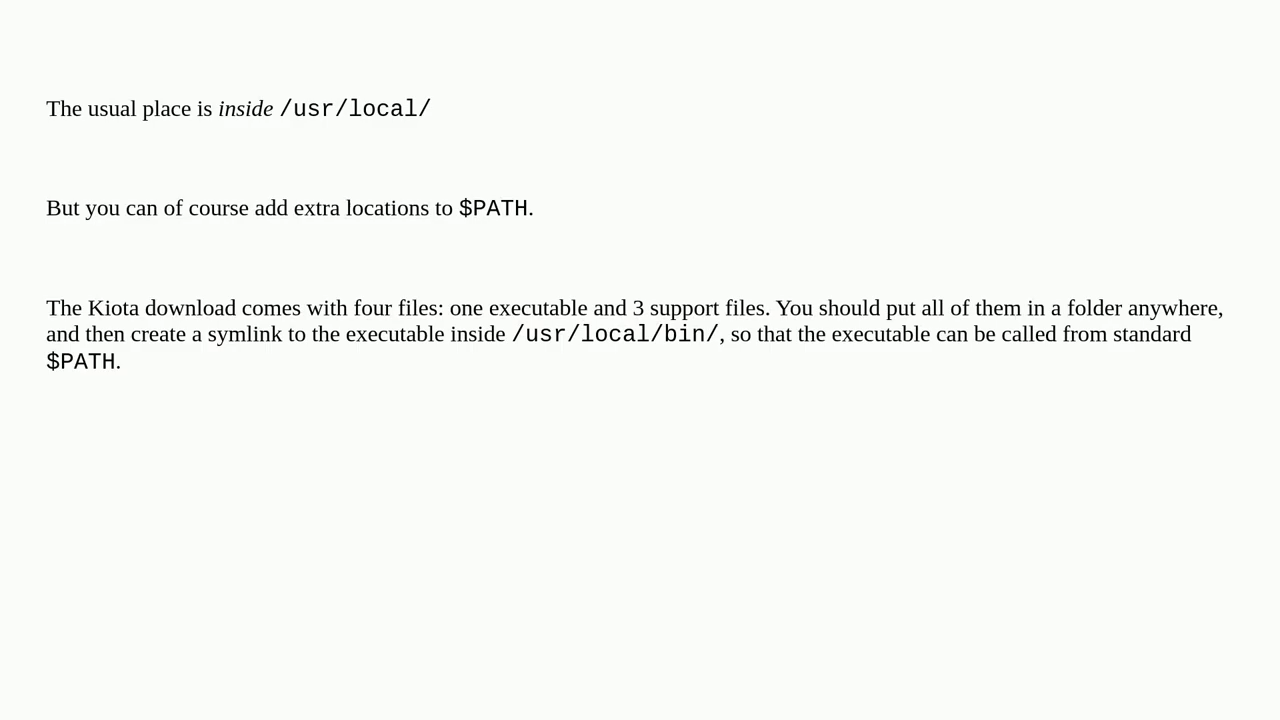 The usual place is inside /usr/local/
But you can of course add extra locations to $PATH.
The Kiota download comes with four files: one executable and 3 support files. You should put all of them in a folder anywhere,
and then create a symlink to the executable inside /usr/local/bin/, so that the executable can be called from standard
$PATH.